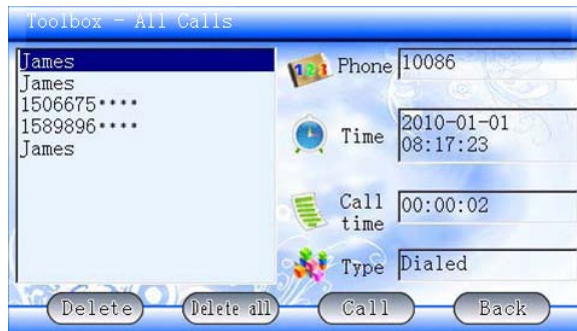 Toolbox - All Calls
James
James
1506675****
1589896****
James
123
Phone 10086
Time 2010-01-01
08:17:23
Call time 00:00:02
Type Dialed
Delete Delete all Call Back